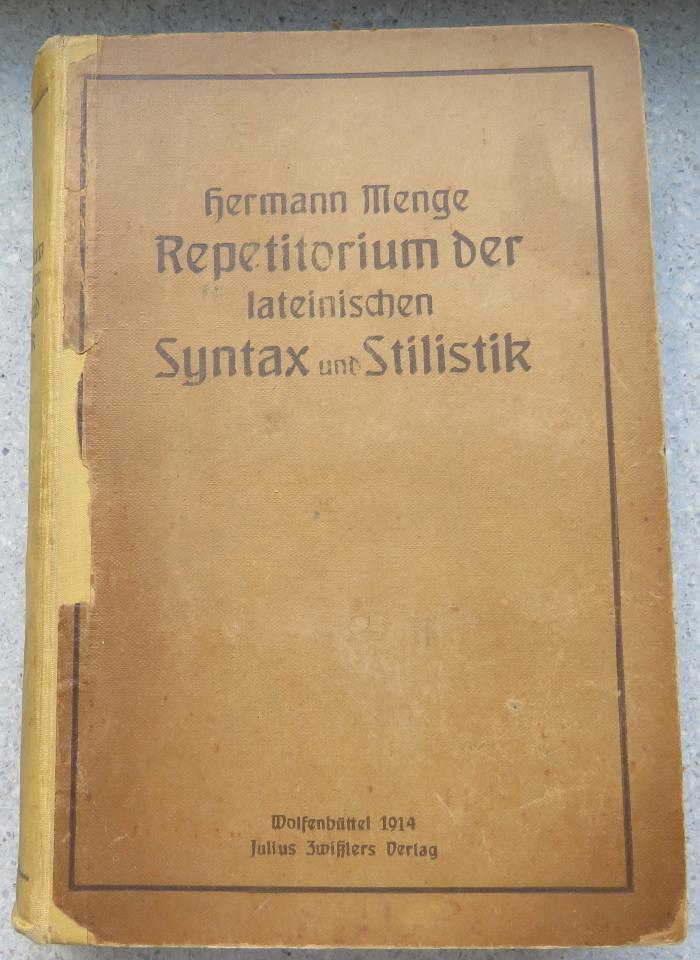 Hermann Menge
Repetitorium der
lateinischen
Syntax und Stilistik
Wolfenbüttel 1914
Julius Zwißlers Verlag